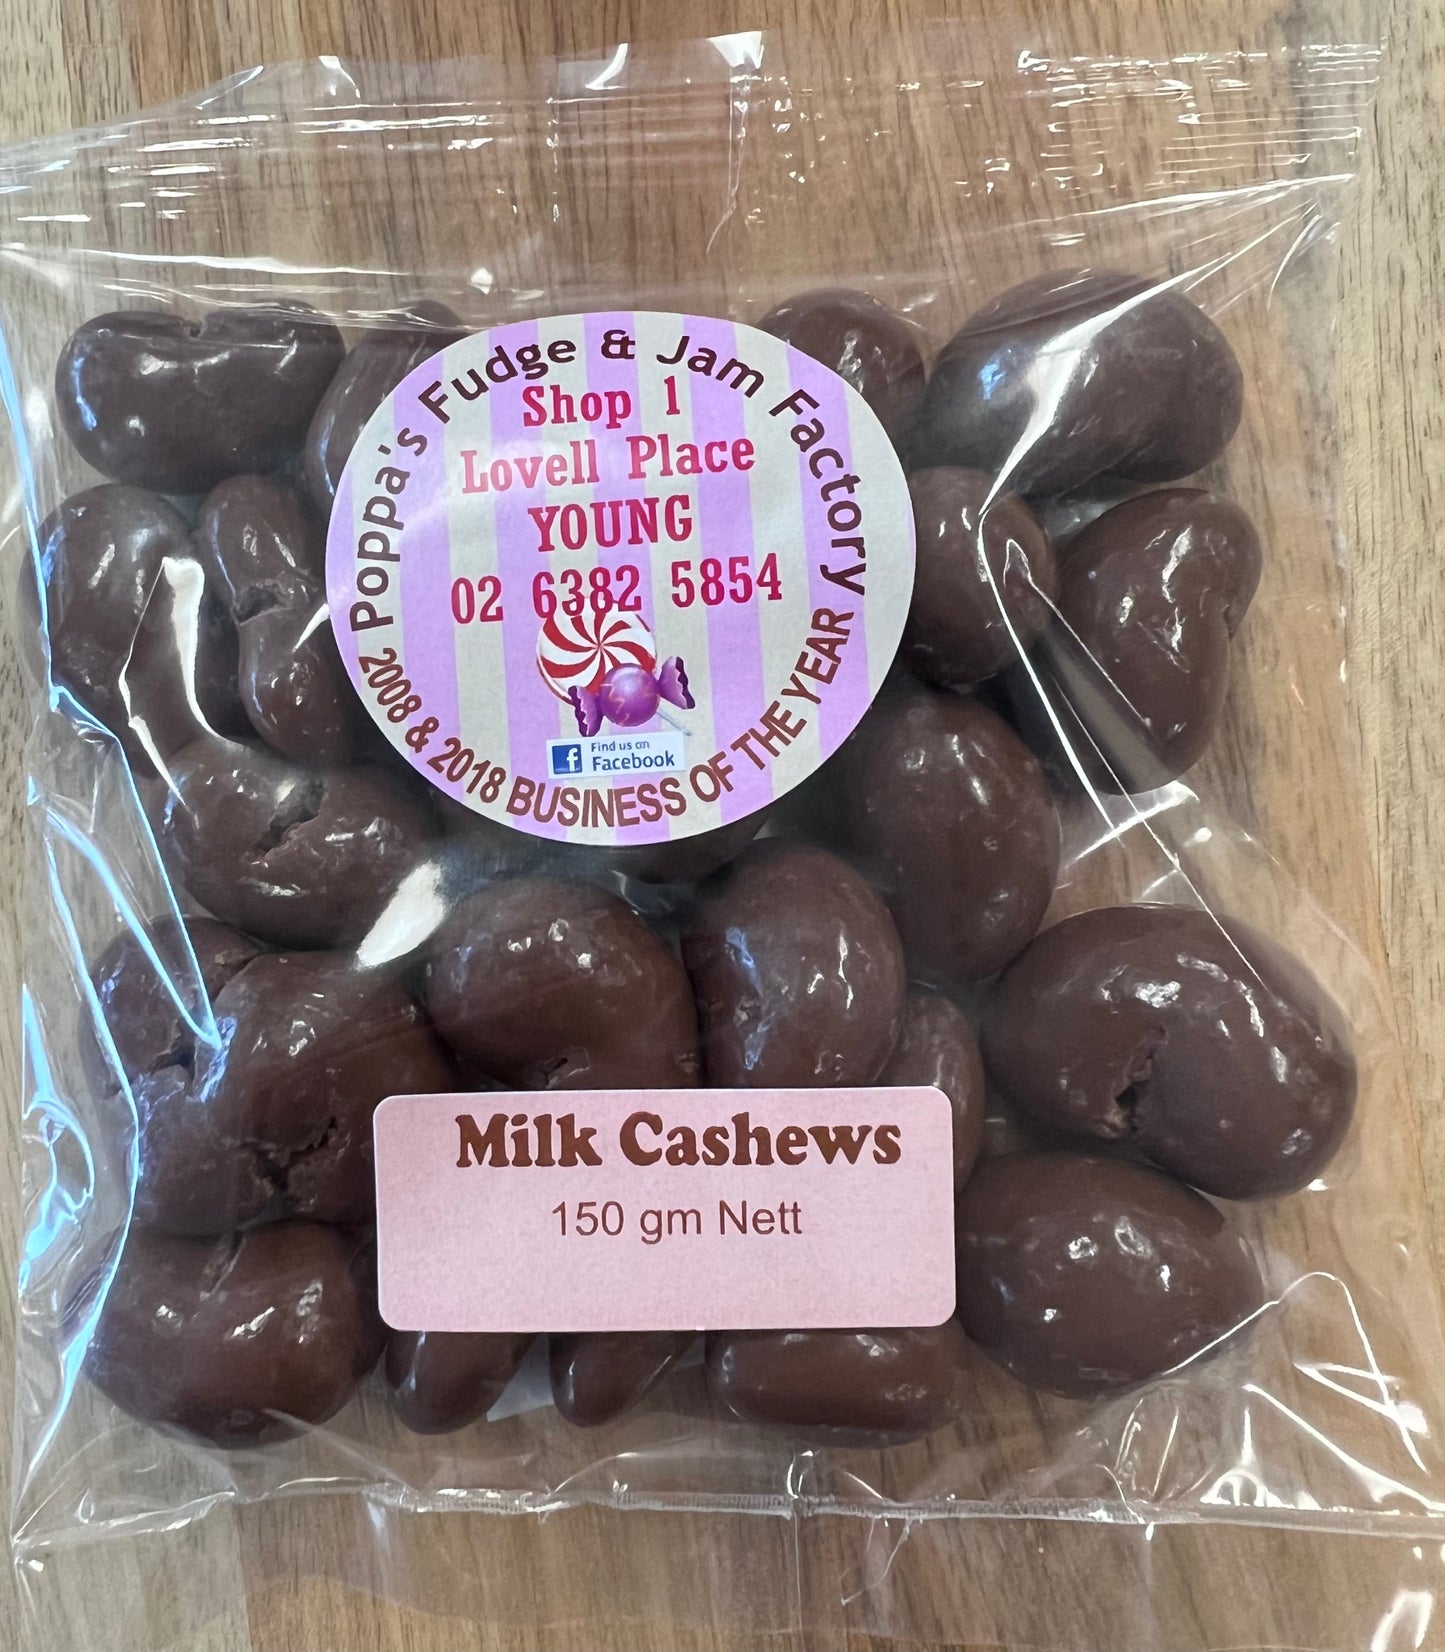 Poppa's Fudge & Jam Factory
Shop 1
Lovell Place
YOUNG
02 6382 5854
Find us on
Facebook
2008 & 2018 BUSINESS OF THE YEAR
Milk Cashews
150 gm Nett